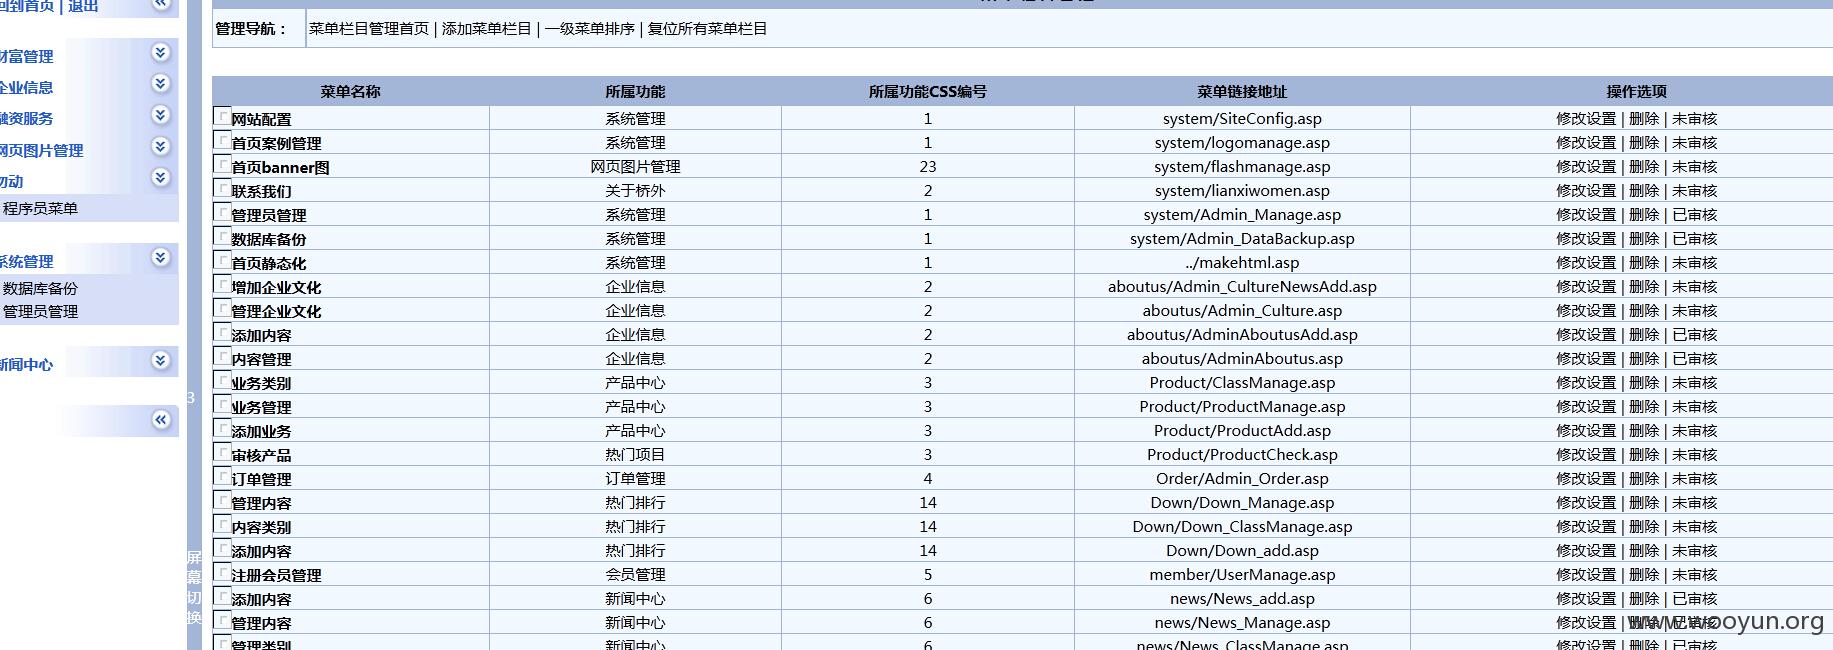 回到首页 | 退出
财富管理
企业信息
融资服务
网页图片管理
勿动
程序员菜单
系统管理
数据库备份
管理员管理
新闻中心
3
屏幕切换
管理导航： 菜单栏目管理首页 | 添加菜单栏目 | 一级菜单排序 | 复位所有菜单栏目
菜单名称 所属功能 所属功能CSS编号 菜单链接地址 操作选项
网站配置 系统管理 1 system/SiteConfig.asp 修改设置 | 删除 | 未审核
首页案例管理 系统管理 1 system/logomanage.asp 修改设置 | 删除 | 未审核
首页banner图 网页图片管理 23 system/flashmanage.asp 修改设置 | 删除 | 未审核
联系我们 关于桥外 2 system/lianxiwomen.asp 修改设置 | 删除 | 未审核
管理员管理 系统管理 1 system/Admin_Manage.asp 修改设置 | 删除 | 已审核
数据库备份 系统管理 1 system/Admin_DataBackup.asp 修改设置 | 删除 | 已审核
首页静态化 系统管理 1 ../makehtml.asp 修改设置 | 删除 | 未审核
增加企业文化 企业信息 2 aboutus/Admin_CultureNewsAdd.asp 修改设置 | 删除 | 未审核
管理企业文化 企业信息 2 aboutus/Admin_Culture.asp 修改设置 | 删除 | 未审核
添加内容 企业信息 2 aboutus/AdminAboutusAdd.asp 修改设置 | 删除 | 已审核
内容管理 企业信息 2 aboutus/AdminAboutus.asp 修改设置 | 删除 | 已审核
业务类别 产品中心 3 Product/ClassManage.asp 修改设置 | 删除 | 未审核
业务管理 产品中心 3 Product/ProductManage.asp 修改设置 | 删除 | 未审核
添加业务 产品中心 3 Product/ProductAdd.asp 修改设置 | 删除 | 未审核
审核产品 热门项目 3 Product/ProductCheck.asp 修改设置 | 删除 | 未审核
订单管理 订单管理 4 Order/Admin_Order.asp 修改设置 | 删除 | 未审核
管理内容 热门排行 14 Down/Down_Manage.asp 修改设置 | 删除 | 未审核
内容类别 热门排行 14 Down/Down_ClassManage.asp 修改设置 | 删除 | 未审核
添加内容 热门排行 14 Down/Down_add.asp 修改设置 | 删除 | 未审核
注册会员管理 会员管理 5 member/UserManage.asp 修改设置 | 删除 | 未审核
添加内容 新闻中心 6 news/News_add.asp 修改设置 | 删除 | 已审核
管理内容 新闻中心 6 news/News_Manage.asp 修改设置 | 删除 | 已审核
管理类别 新闻中心 6 news/News_ClassManage.asp 修改设置 | 删除 | 未审核
www.wooyun.org